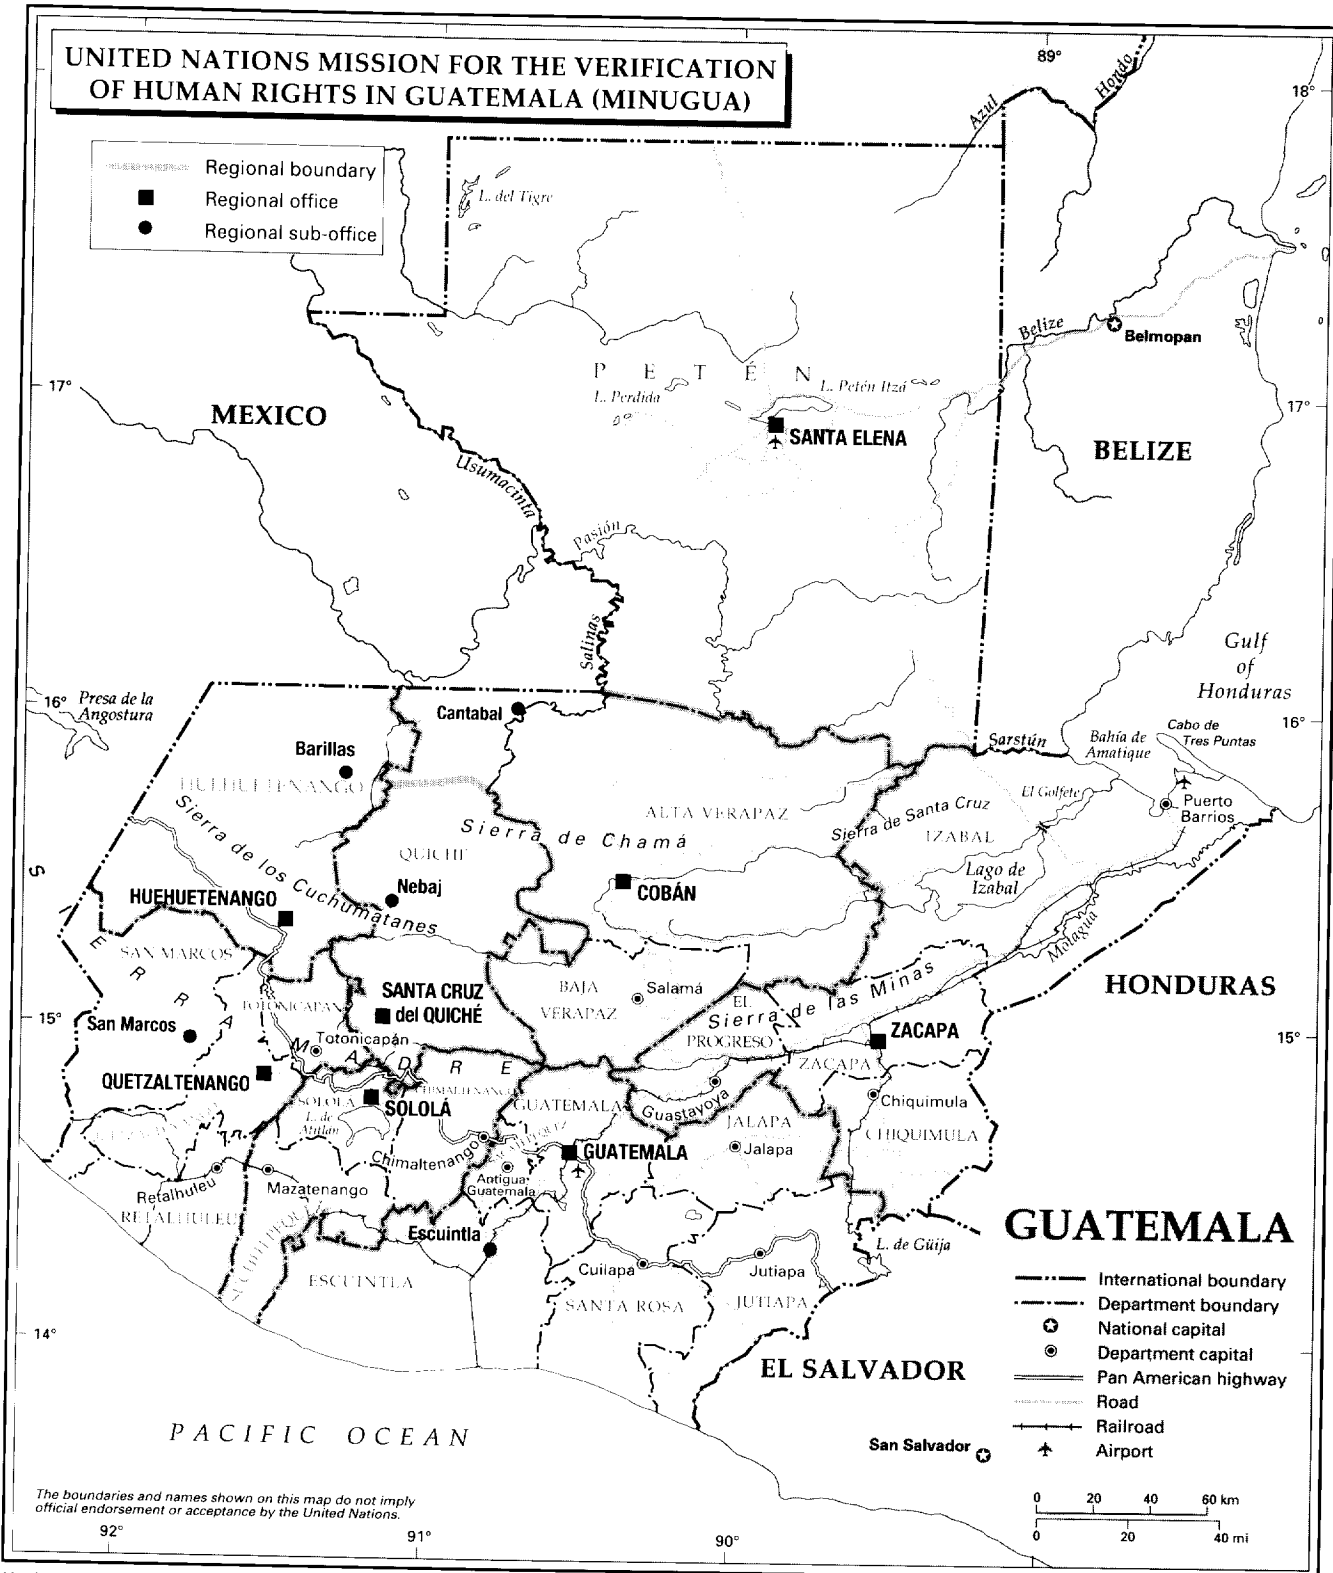 UNITED NATIONS MISSION FOR THE VERIFICATION
OF HUMAN RIGHTS IN GUATEMALA (MINUGUA)
Regional boundary
Regional office
Regional sub-office
89°
18°
Hondo
Azul
L. del Tigre
Belize
Belmopan
P E T É N
L. Perdida
L. Petén Itzá
17°
17°
MEXICO
SANTA ELENA
BELIZE
Usumacinta
Pasión
Salinas
Gulf
of
Honduras
16°
Presa de la
Angostura
Cantabal
16°
Sarstún
Bahía de
Amatique
Cabo de
Tres Puntas
Barillas
HUEHUETENANGO
Sierra de los Cuchumatanes
ALTA VERAPAZ
Sierra de Chamá
Sierra de Santa Cruz
El Golfete
IZABAL
Puerto
Barrios
QUICHE
Nebaj
Lago de
Izabal
COBÁN
HUEHUETENANGO
Motagua
SAN MARCOS
S I E R R A M A D R E
HONDURAS
TOTONICAPÁN
SANTA CRUZ
del QUICHÉ
BAJA
VERAPAZ
Salamá
EL
PROGRESO
Sierra de las Minas
15°
15°
San Marcos
Totonicapán
ZACAPA
ZACAPA
QUETZALTENANGO
SOLOLÁ
L. de
Atitlán
SOLOLÁ
CHIMALTENANGO
GUATEMALA
Guastayoya
Chiquimula
CHIQUIMULA
JALAPA
Jalapa
Chimaltenango
GUATEMALA
Antigua
Guatemala
Retalhuleu
RETALHULEU
Mazatenango
Escuintla
ESCUINTLA
Cuilapa
SANTA ROSA
Jutiapa
JUTIAPA
L. de Güija
GUATEMALA
International boundary
Department boundary
National capital
Department capital
Pan American highway
Road
Railroad
Airport
14°
EL SALVADOR
San Salvador
PACIFIC OCEAN
The boundaries and names shown on this map do not imply
official endorsement or acceptance by the United Nations.
0 20 40 60 km
0 20 40 mi
92°
91°
90°